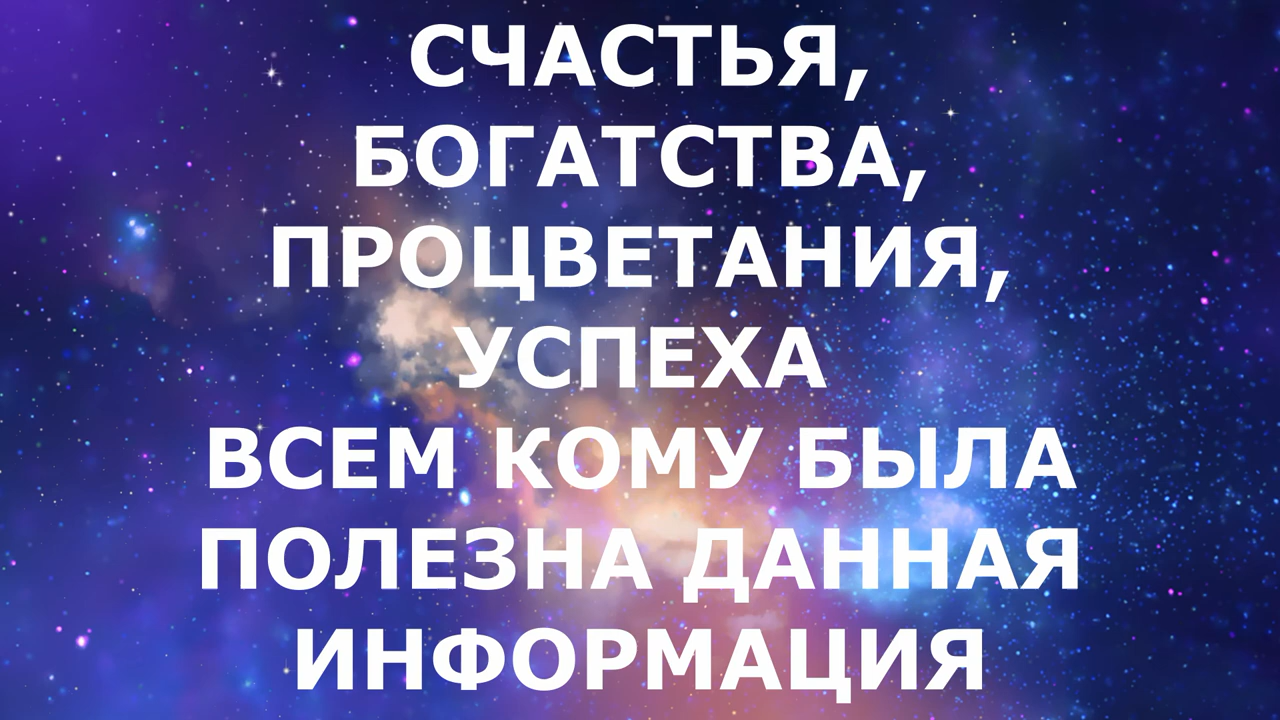 СЧАСТЬЯ,
БОГАТСТВА,
ПРОЦВЕТАНИЯ,
УСПЕХА
ВСЕМ КОМУ БЫЛА
ПОЛЕЗНА ДАННАЯ
ИНФОРМАЦИЯ